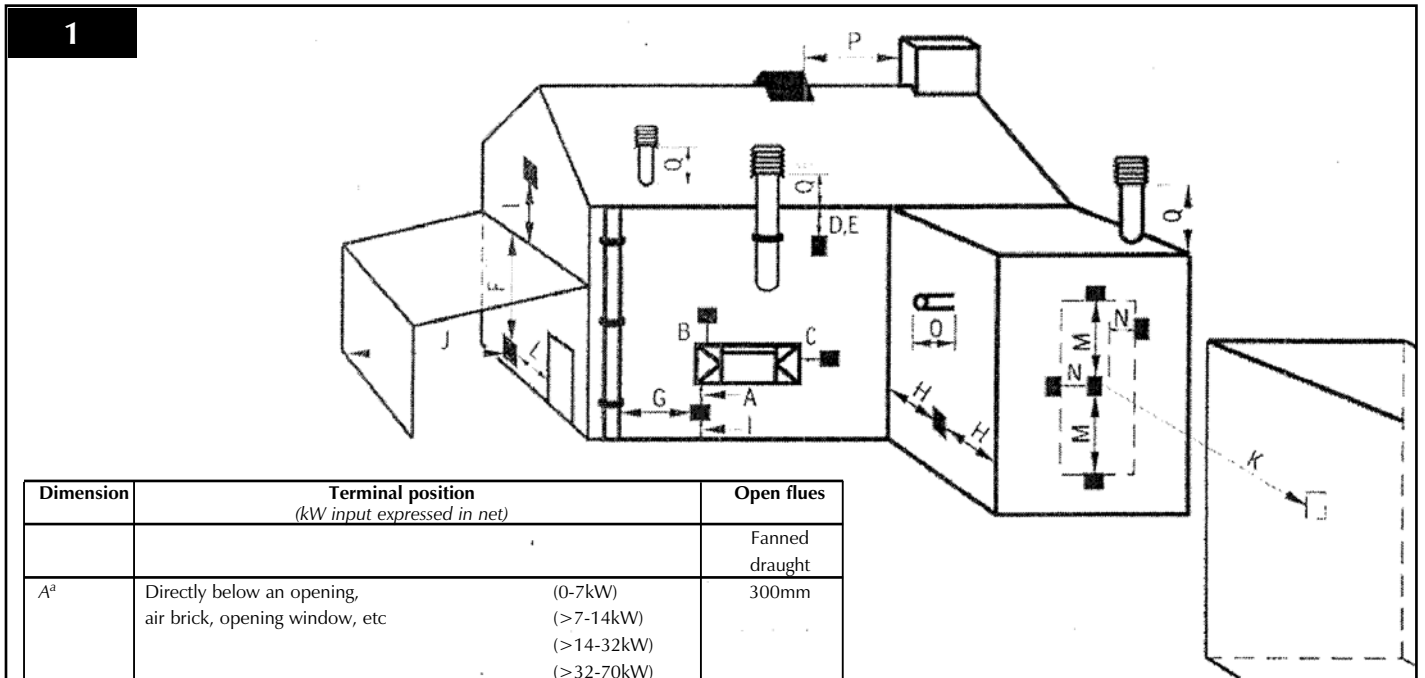 1
P
Q
Q
D,E
Q
I
F
B
C
O
N
M
J
L
N
G
A
H
I
H
M
K
Dimension Terminal position Open flues
(kW input expressed in net)
Fanned
draught
Aᵃ Directly below an opening, (0-7kW) 300mm
air brick, opening window, etc (>7-14kW)
(>14-32kW)
(>32-70kW)